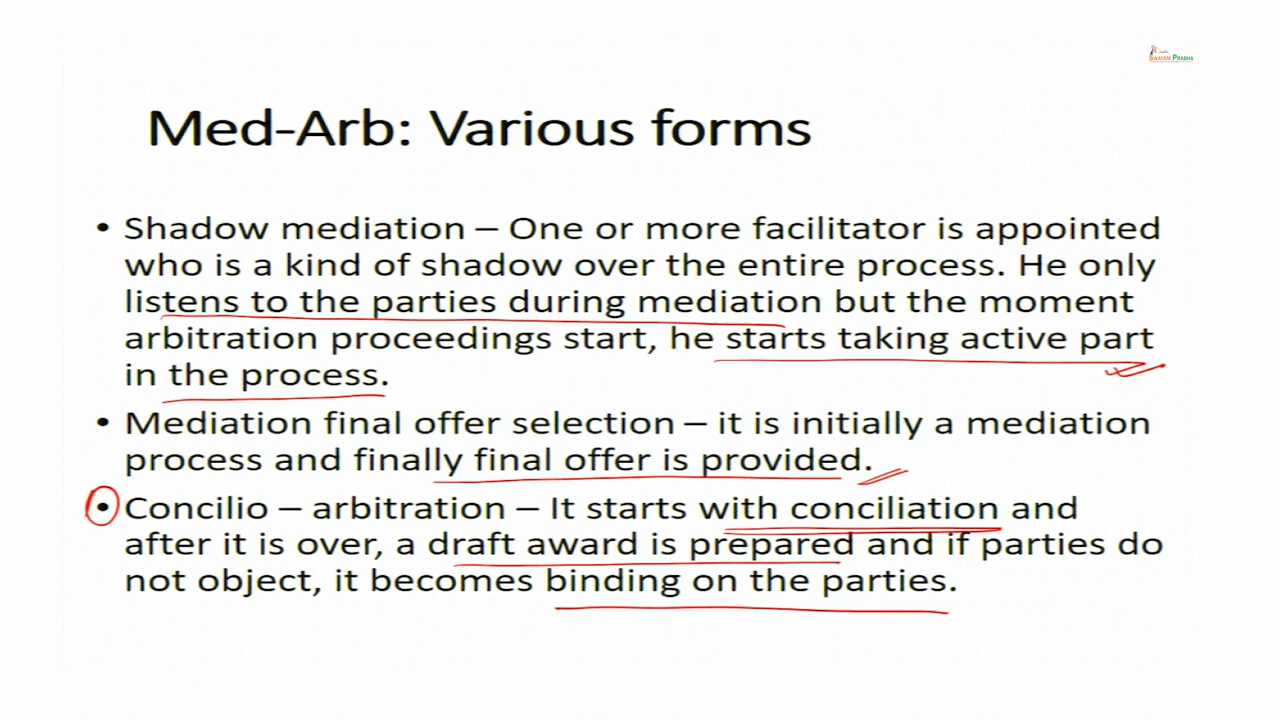 SWAYAM PRABHA
Med-Arb: Various forms
• Shadow mediation – One or more facilitator is appointed
who is a kind of shadow over the entire process. He only
listens to the parties during mediation but the moment
arbitration proceedings start, he starts taking active part
in the process.
• Mediation final offer selection – it is initially a mediation
process and finally final offer is provided.
• Concilio – arbitration – It starts with conciliation and
after it is over, a draft award is prepared and if parties do
not object, it becomes binding on the parties.